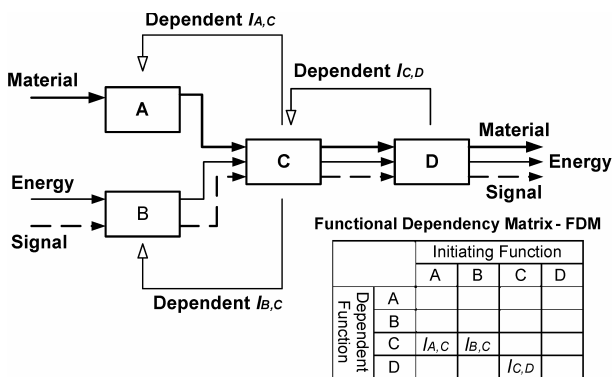 Dependent IA,C
Dependent IC,D
Material
A
Material
C
D
Energy
Energy
B
Signal
Signal
Functional Dependency Matrix - FDM
Dependent IB,C
Initiating Function
A B C D
Dependent Function
A
B
C IA,C IB,C
D IC,D